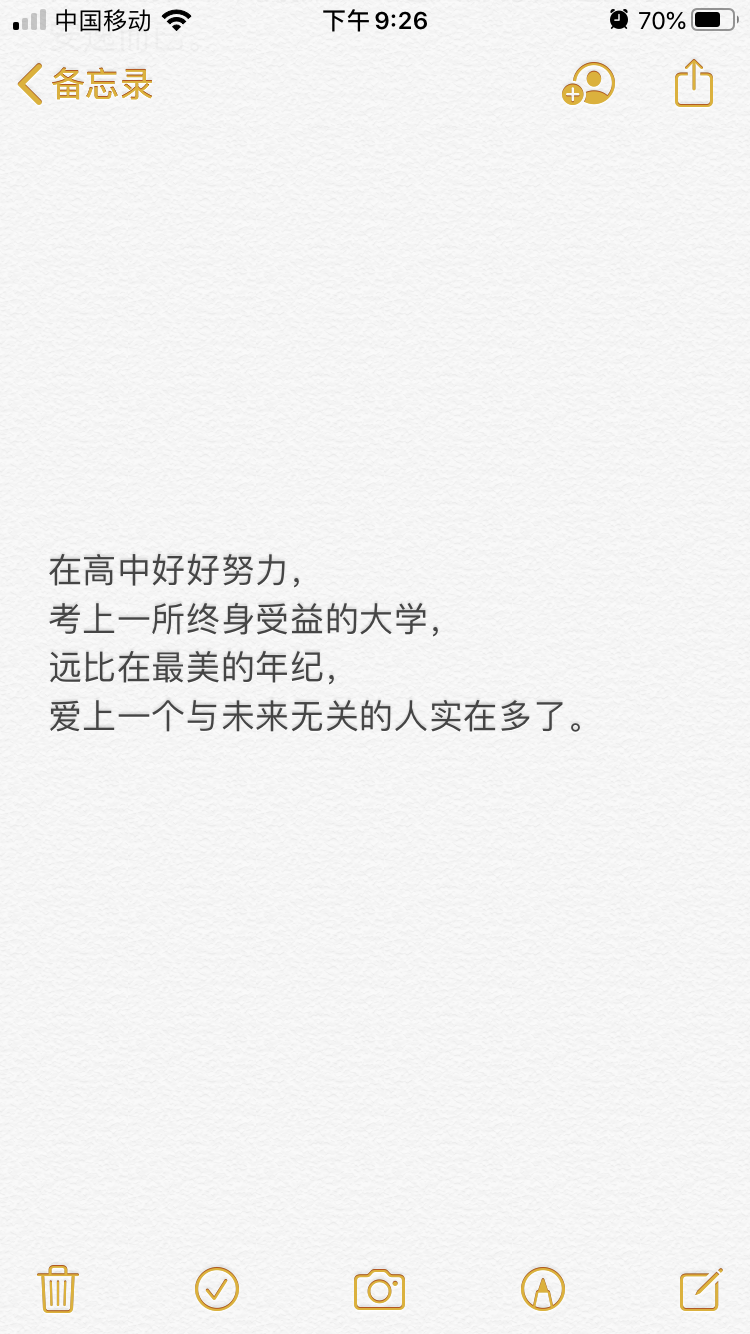 中国移动 下午9:26 70%
备忘录
在高中好好努力，
考上一所终身受益的大学，
远比在最美的年纪，
爱上一个与未来无关的人实在多了。